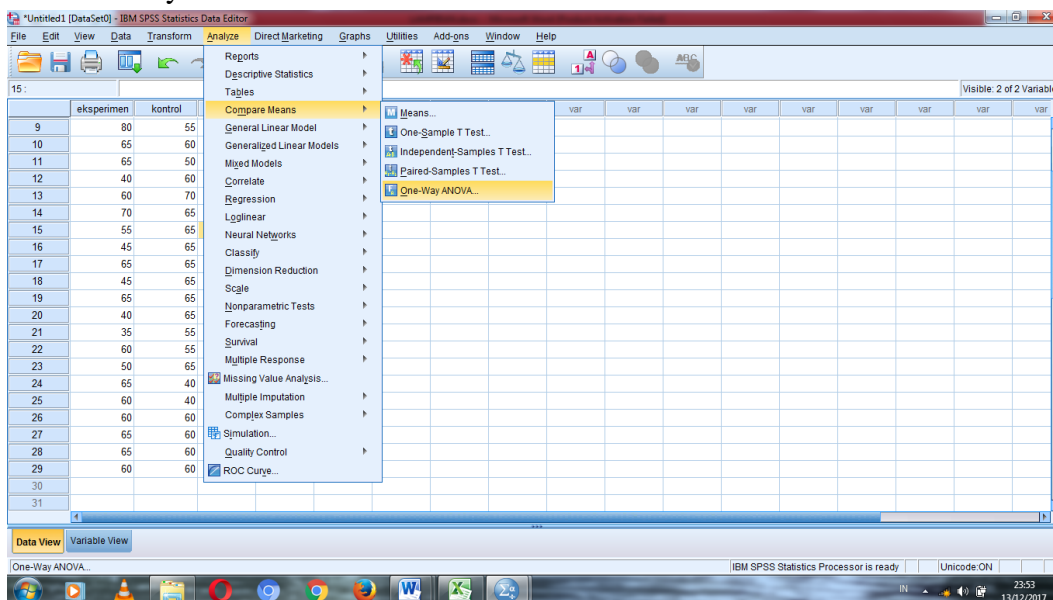 *Untitled1 [DataSet0] - IBM SPSS Statistics Data Editor
File Edit View Data Transform Analyze Direct Marketing Graphs Utilities Add-ons Window Help
15 :
Visible: 2 of 2 Variable
eksperimen kontrol var var var var var var var var var
9 80 55
10 65 60
11 65 50
12 40 60
13 60 70
14 70 65
15 55 65
16 45 65
17 65 65
18 45 65
19 65 65
20 40 65
21 35 55
22 60 55
23 50 65
24 65 40
25 60 40
26 60 60
27 65 60
28 65 60
29 60 60
30
31
Reports
Descriptive Statistics
Tables
Compare Means
General Linear Model
Generalized Linear Models
Mixed Models
Correlate
Regression
Loglinear
Neural Networks
Classify
Dimension Reduction
Scale
Nonparametric Tests
Forecasting
Survival
Multiple Response
Missing Value Analysis...
Multiple Imputation
Complex Samples
Simulation...
Quality Control
ROC Curve...
Means...
One-Sample T Test...
Independent-Samples T Test...
Paired-Samples T Test...
One-Way ANOVA...
Data View Variable View
One-Way ANOVA...
IBM SPSS Statistics Processor is ready
Unicode:ON
IN
23:53
13/12/2017